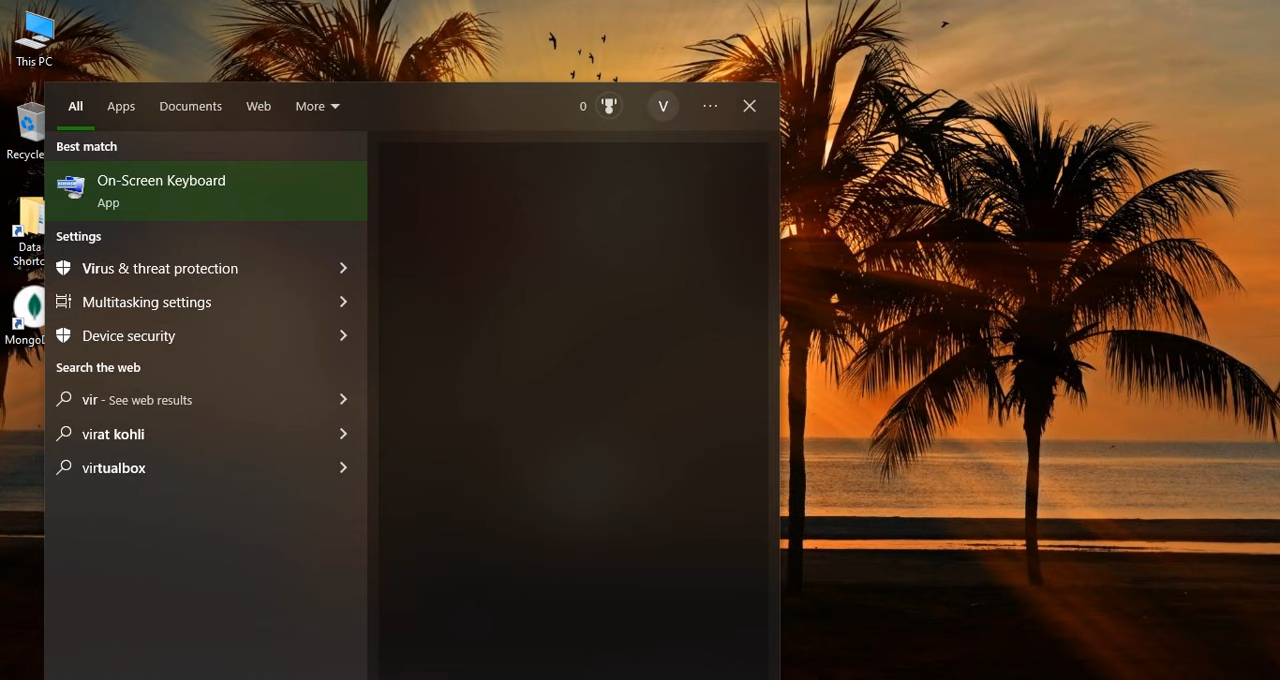 This PC
All Apps Documents Web More 0 V ...
Recycle
Best match
On-Screen Keyboard
App
Settings
Virus & threat protection
Data
Shortc
Multitasking settings
Device security
MongoD
Search the web
vir - See web results
virat kohli
virtualbox